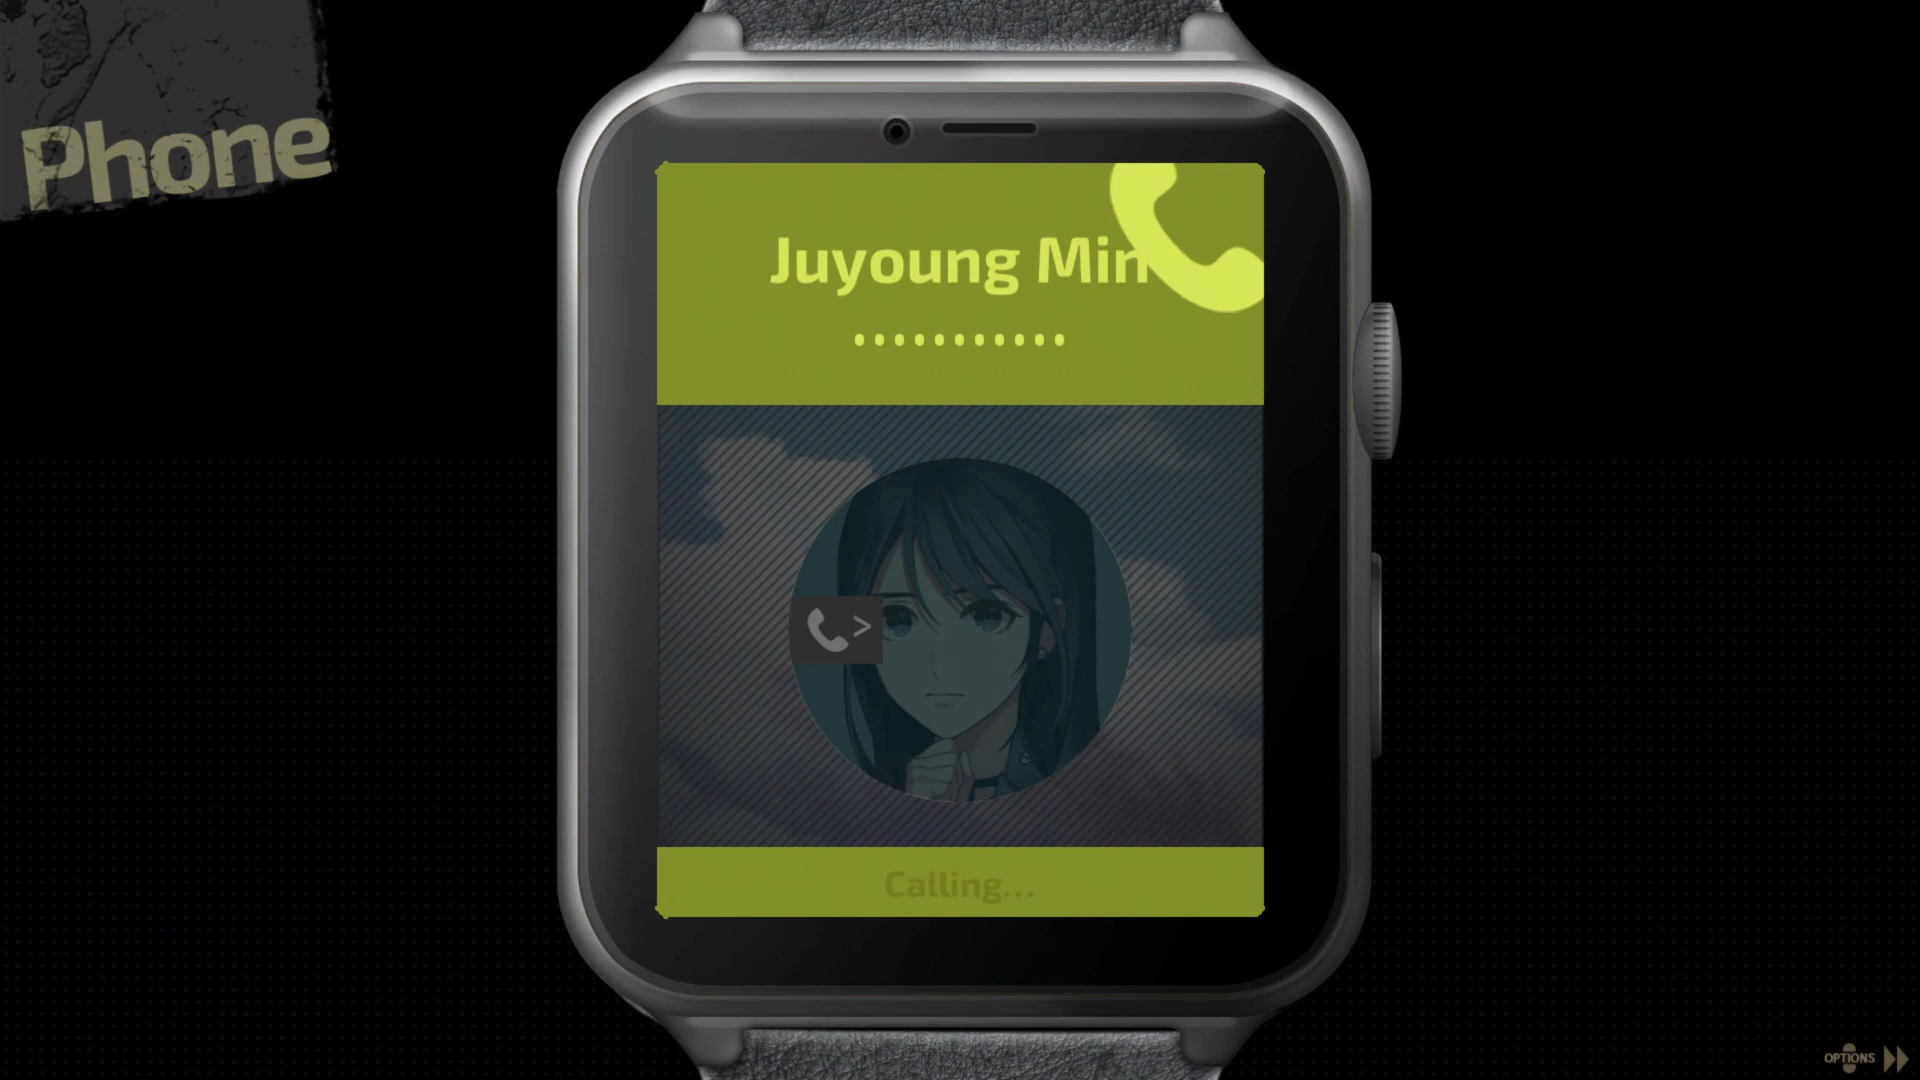 Phone
Juyoung Min
...........
>
Calling...
OPTIONS